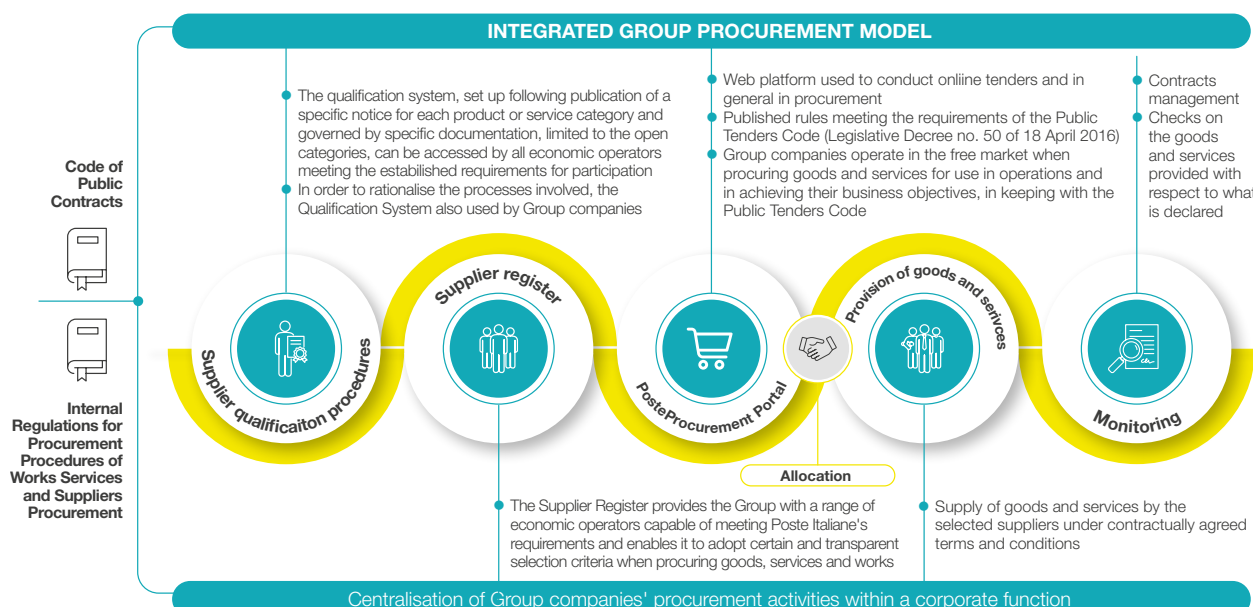 INTEGRATED GROUP PROCUREMENT MODEL
The qualification system, set up following publication of a
specific notice for each product or service category and
governed by specific documentation, limited to the open
categories, can be accessed by all economic operators
meeting the estabilished requirements for participation
In order to rationalise the processes involved, the
Qualification System also used by Group companies
Web platform used to conduct onliine tenders and in
general in procurement
Published rules meeting the requirements of the Public
Tenders Code (Legislative Decree no. 50 of 18 April 2016)
Group companies operate in the free market when
procuring goods and services for use in operations and
in achieving their business objectives, in keeping with the
Public Tenders Code
Contracts
management
Checks on
the goods
and services
provided with
respect to what
is declared
Code of
Public
Contracts
Internal
Regulations for
Procurement
Procedures of
Works Services
and Suppliers
Procurement
Supplier qualificaiton procedures
Supplier register
PosteProcurement Portal
Provision of goods and serivces
Monitoring
Allocation
The Supplier Register provides the Group with a range of
economic operators capable of meeting Poste Italiane's
requirements and enables it to adopt certain and transparent
selection criteria when procuring goods, services and works
Supply of goods and services by the
selected suppliers under contractually agreed
terms and conditions
Centralisation of Group companies' procurement activities within a corporate function